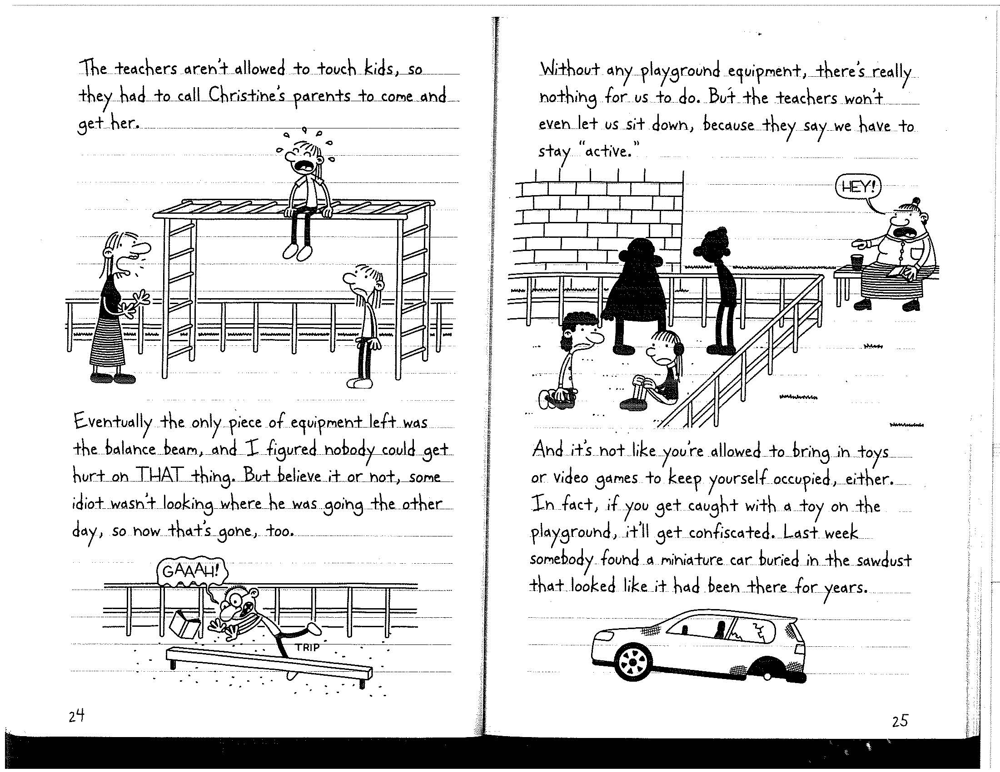 The teachers aren't allowed to touch kids, so
they had to call Christine's parents to come and
get her.
Eventually the only piece of equipment left was
the balance beam, and I figured nobody could get
hurt on THAT thing. But believe it or not, some
idiot wasn't looking where he was going the other
day, so now that's gone, too.
GAAAH!
TRIP
24
Without any playground equipment, there's really
nothing for us to do. But the teachers won't
even let us sit down, because they say we have to
stay "active."
HEY!
And it's not like you're allowed to bring in toys
or video games to keep yourself occupied, either.
In fact, if you get caught with a toy on the
playground, it'll get confiscated. Last week
somebody found a miniature car buried in the sawdust
that looked like it had been there for years.
25